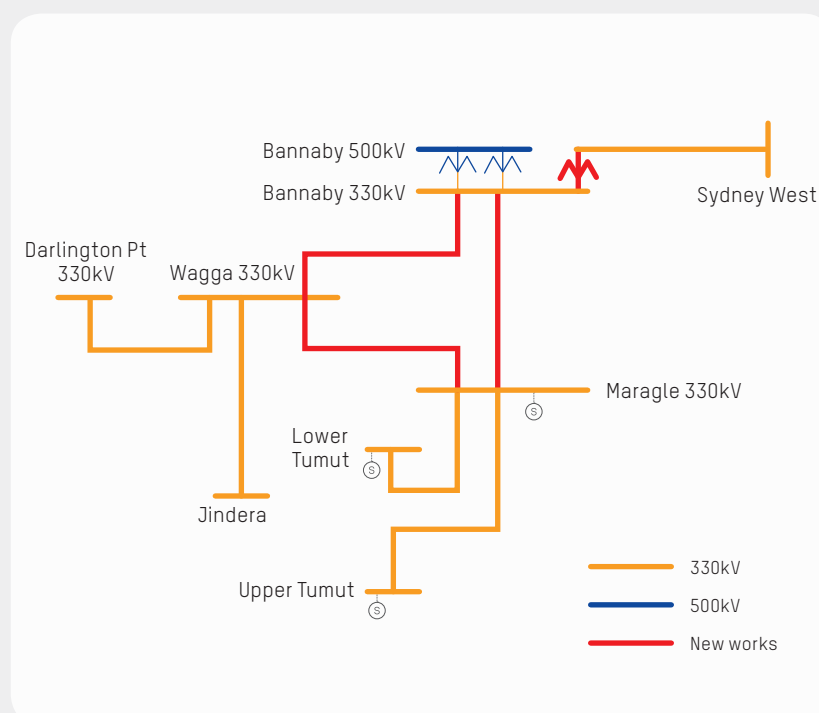 Bannaby 500kV
Bannaby 330kV
Sydney West
Darlington Pt
330kV
Wagga 330kV
Maragle 330kV
S
Lower
Tumut
S
Jindera
Upper Tumut
S
330kV
500kV
New works